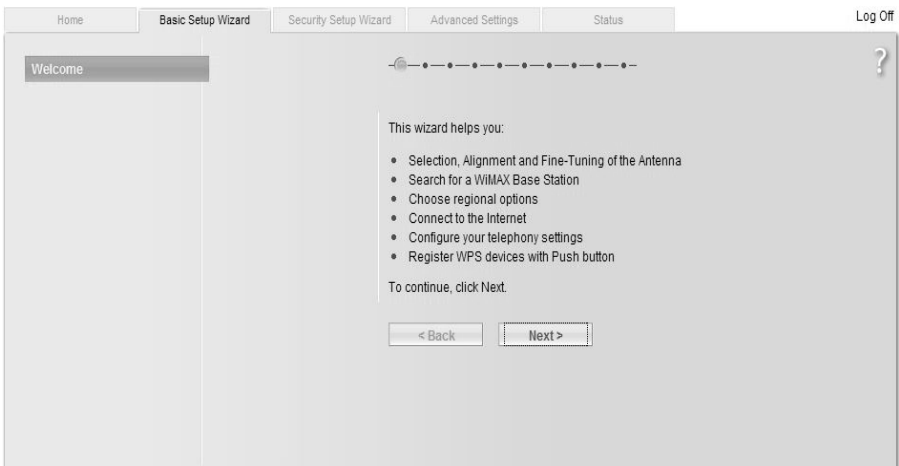 Home
Basic Setup Wizard
Security Setup Wizard
Advanced Settings
Status
Log Off
Welcome
?
This wizard helps you:
• Selection, Alignment and Fine-Tuning of the Antenna
• Search for a WiMAX Base Station
• Choose regional options
• Connect to the Internet
• Configure your telephony settings
• Register WPS devices with Push button
To continue, click Next.
< Back
Next >